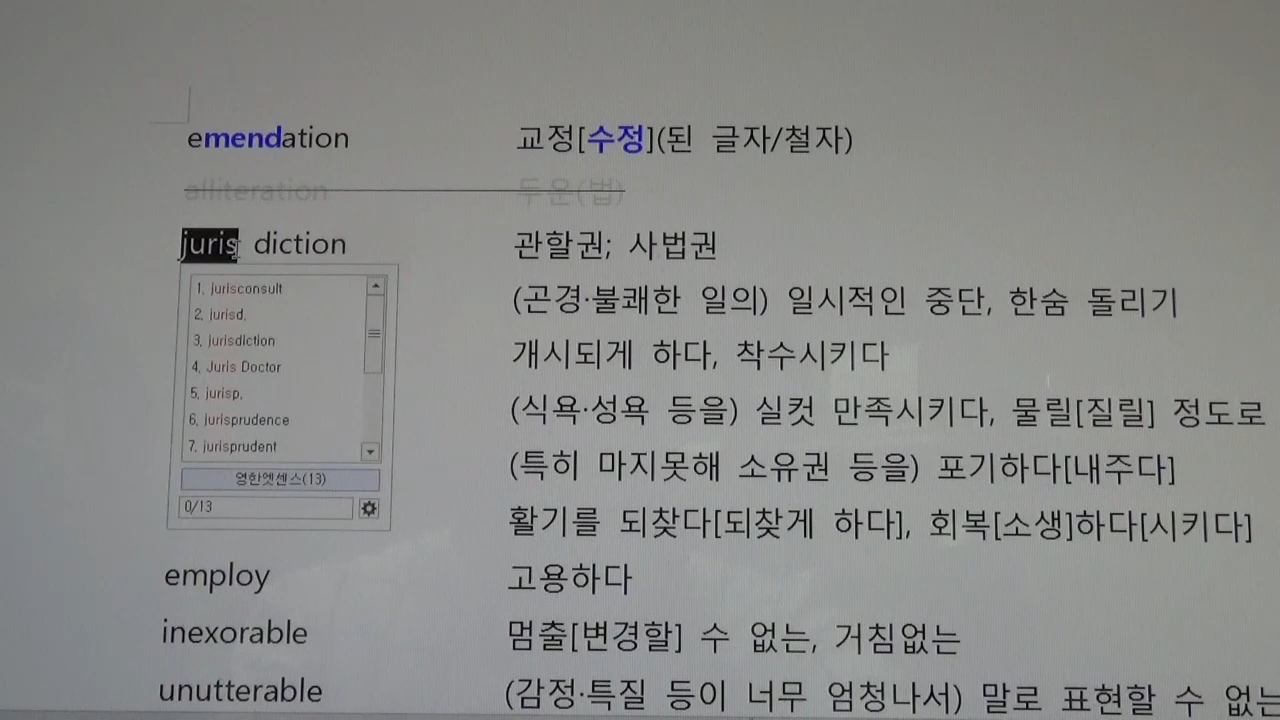 emendation 교정[수정](된 글자/철자)
alliteration 두운(법)
juris diction 관할권; 사법권
(곤경·불쾌한 일의) 일시적인 중단, 한숨 돌리기
개시되게 하다, 착수시키다
(식욕·성욕 등을) 실컷 만족시키다, 물릴[질릴] 정도로
(특히 마지못해 소유권 등을) 포기하다[내주다]
활기를 되찾다[되찾게 하다], 회복[소생]하다[시키다]
1. jurisconsult
2. jurisd.
3. jurisdiction
4. Juris Doctor
5. jurisp.
6. jurisprudence
7. jurisprudent
영한엣센스(13)
0/13
employ 고용하다
inexorable 멈출[변경할] 수 없는, 거침없는
unutterable (감정·특질 등이 너무 엄청나서) 말로 표현할 수 없는